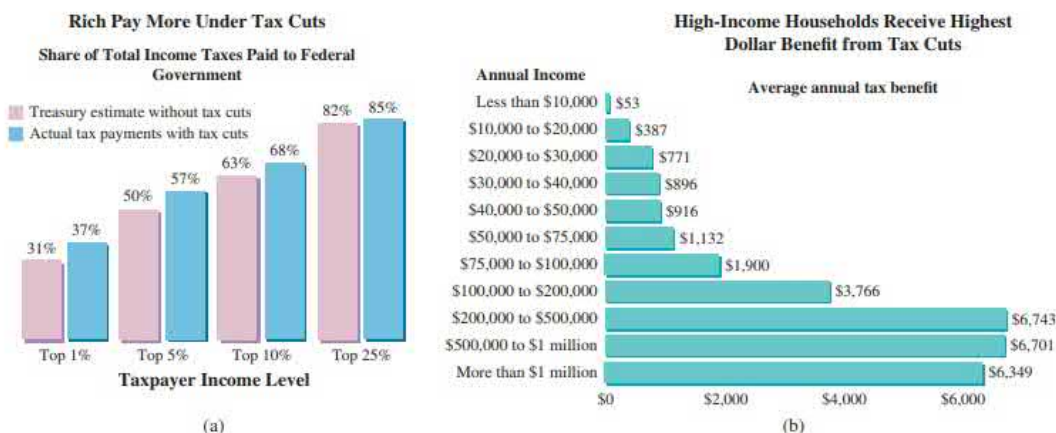 Rich Pay More Under Tax Cuts
Share of Total Income Taxes Paid to Federal
Government
Treasury estimate without tax cuts
Actual tax payments with tax cuts
31%
37%
50%
57%
63%
68%
82%
85%
Top 1%
Top 5%
Top 10%
Top 25%
Taxpayer Income Level
(a)
High-Income Households Receive Highest
Dollar Benefit from Tax Cuts
Annual Income
Average annual tax benefit
Less than $10,000 $53
$10,000 to $20,000 $387
$20,000 to $30,000 $771
$30,000 to $40,000 $896
$40,000 to $50,000 $916
$50,000 to $75,000 $1,132
$75,000 to $100,000 $1,900
$100,000 to $200,000 $3,766
$200,000 to $500,000 $6,743
$500,000 to $1 million $6,701
More than $1 million $6,349
$0 $2,000 $4,000 $6,000
(b)